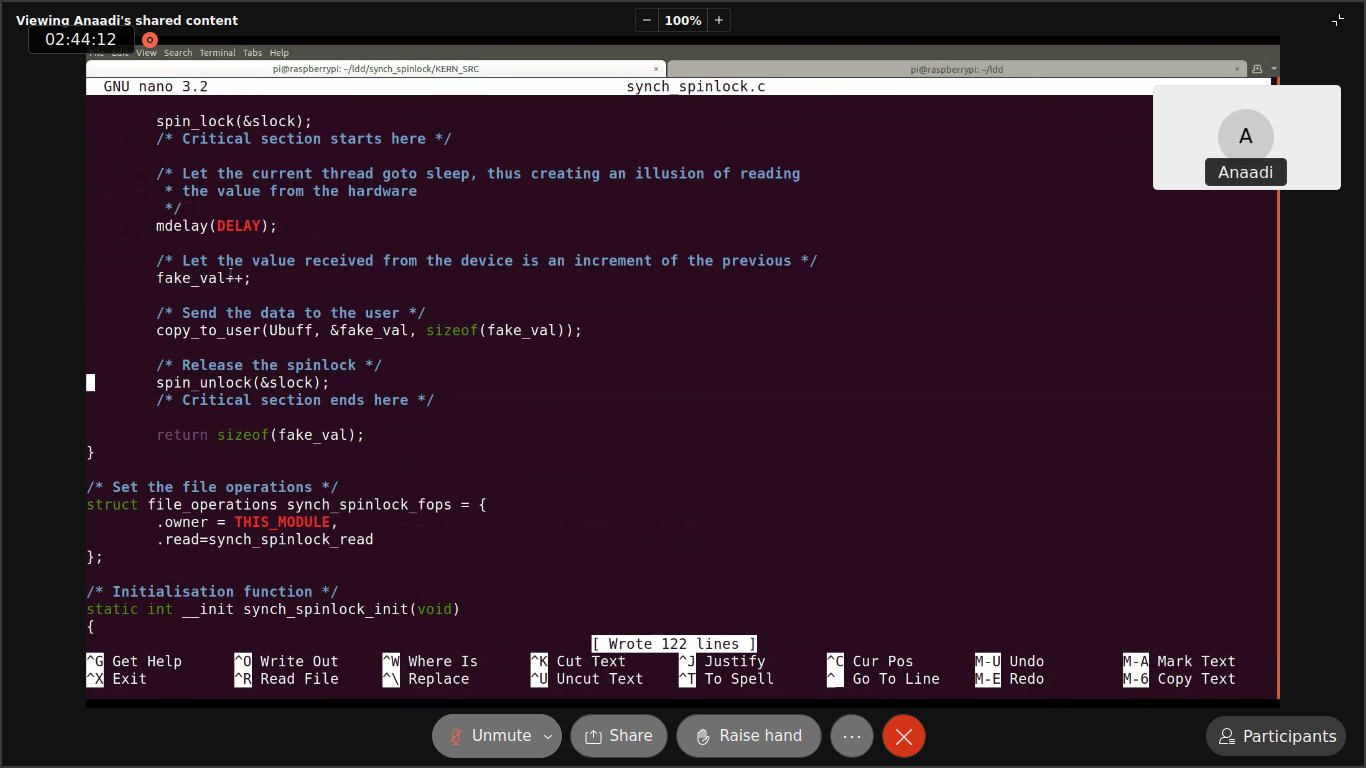 Viewing Anaadi's shared content
− 100% +
02:44:12
View Search Terminal Tabs Help
pi@raspberrypi: ~/ldd/synch_spinlock/KERN_SRC ×
pi@raspberrypi: ~/ldd ×
GNU nano 3.2 synch_spinlock.c
A
Anaadi
spin_lock(&slock);
/* Critical section starts here */
/* Let the current thread goto sleep, thus creating an illusion of reading
* the value from the hardware
*/
mdelay(DELAY);
/* Let the value received from the device is an increment of the previous */
fake_val++;
/* Send the data to the user */
copy_to_user(Ubuff, &fake_val, sizeof(fake_val));
/* Release the spinlock */
spin_unlock(&slock);
/* Critical section ends here */
return sizeof(fake_val);
}
/* Set the file operations */
struct file_operations synch_spinlock_fops = {
.owner = THIS_MODULE,
.read=synch_spinlock_read
};
/* Initialisation function */
static int __init synch_spinlock_init(void)
{
[ Wrote 122 lines ]
^G Get Help ^O Write Out ^W Where Is ^K Cut Text ^J Justify ^C Cur Pos M-U Undo M-A Mark Text
^X Exit ^R Read File ^\ Replace ^U Uncut Text ^T To Spell ^_ Go To Line M-E Redo M-6 Copy Text
Unmute Share Raise hand ... Participants